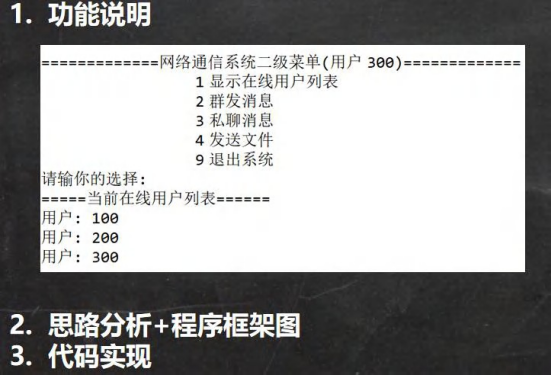 1. 功能说明
=============网络通信系统二级菜单(用户 300)=============
1 显示在线用户列表
2 群发消息
3 私聊消息
4 发送文件
9 退出系统
请输你的选择:
=====当前在线用户列表======
用户: 100
用户: 200
用户: 300
2. 思路分析+程序框架图
3. 代码实现